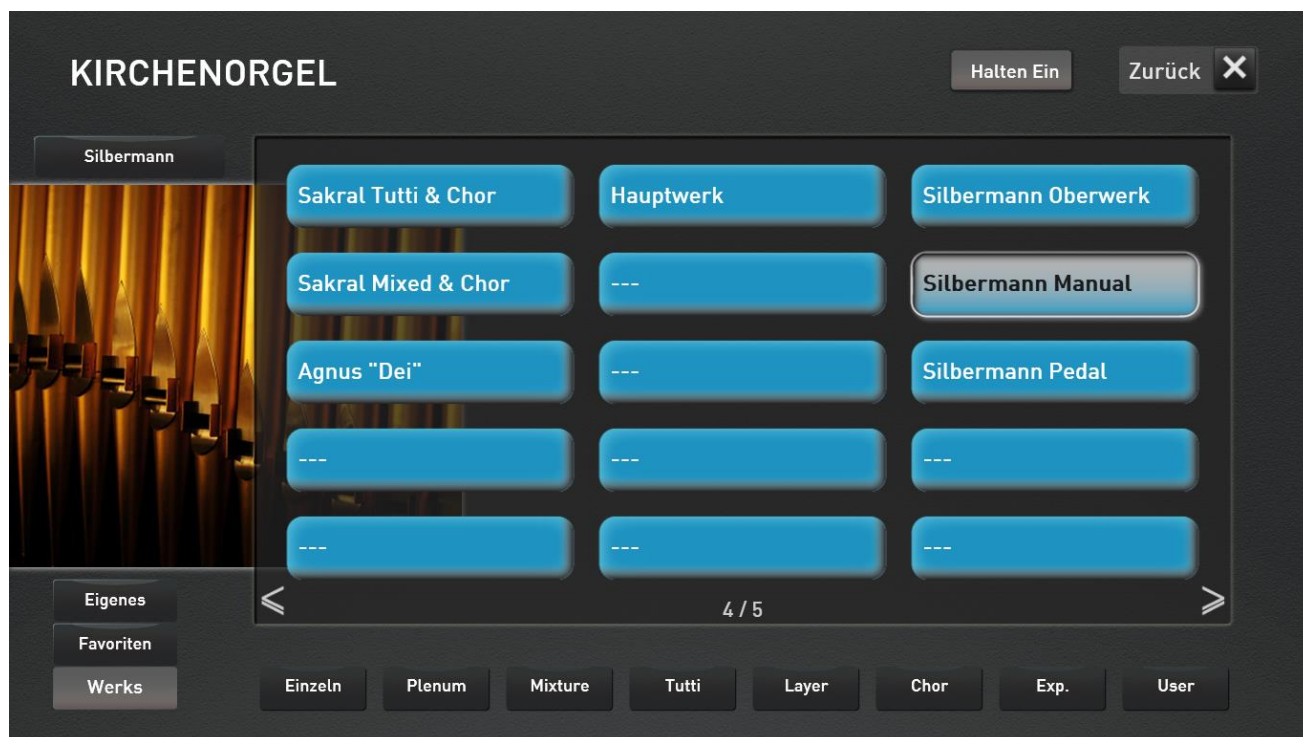 KIRCHENORGEL
Halten Ein
Zurück
Silbermann
Sakral Tutti & Chor
Hauptwerk
Silbermann Oberwerk
Sakral Mixed & Chor
---
Silbermann Manual
Agnus "Dei"
---
Silbermann Pedal
---
---
---
---
---
---
4 / 5
Eigenes
Favoriten
Werks
Einzeln
Plenum
Mixture
Tutti
Layer
Chor
Exp.
User